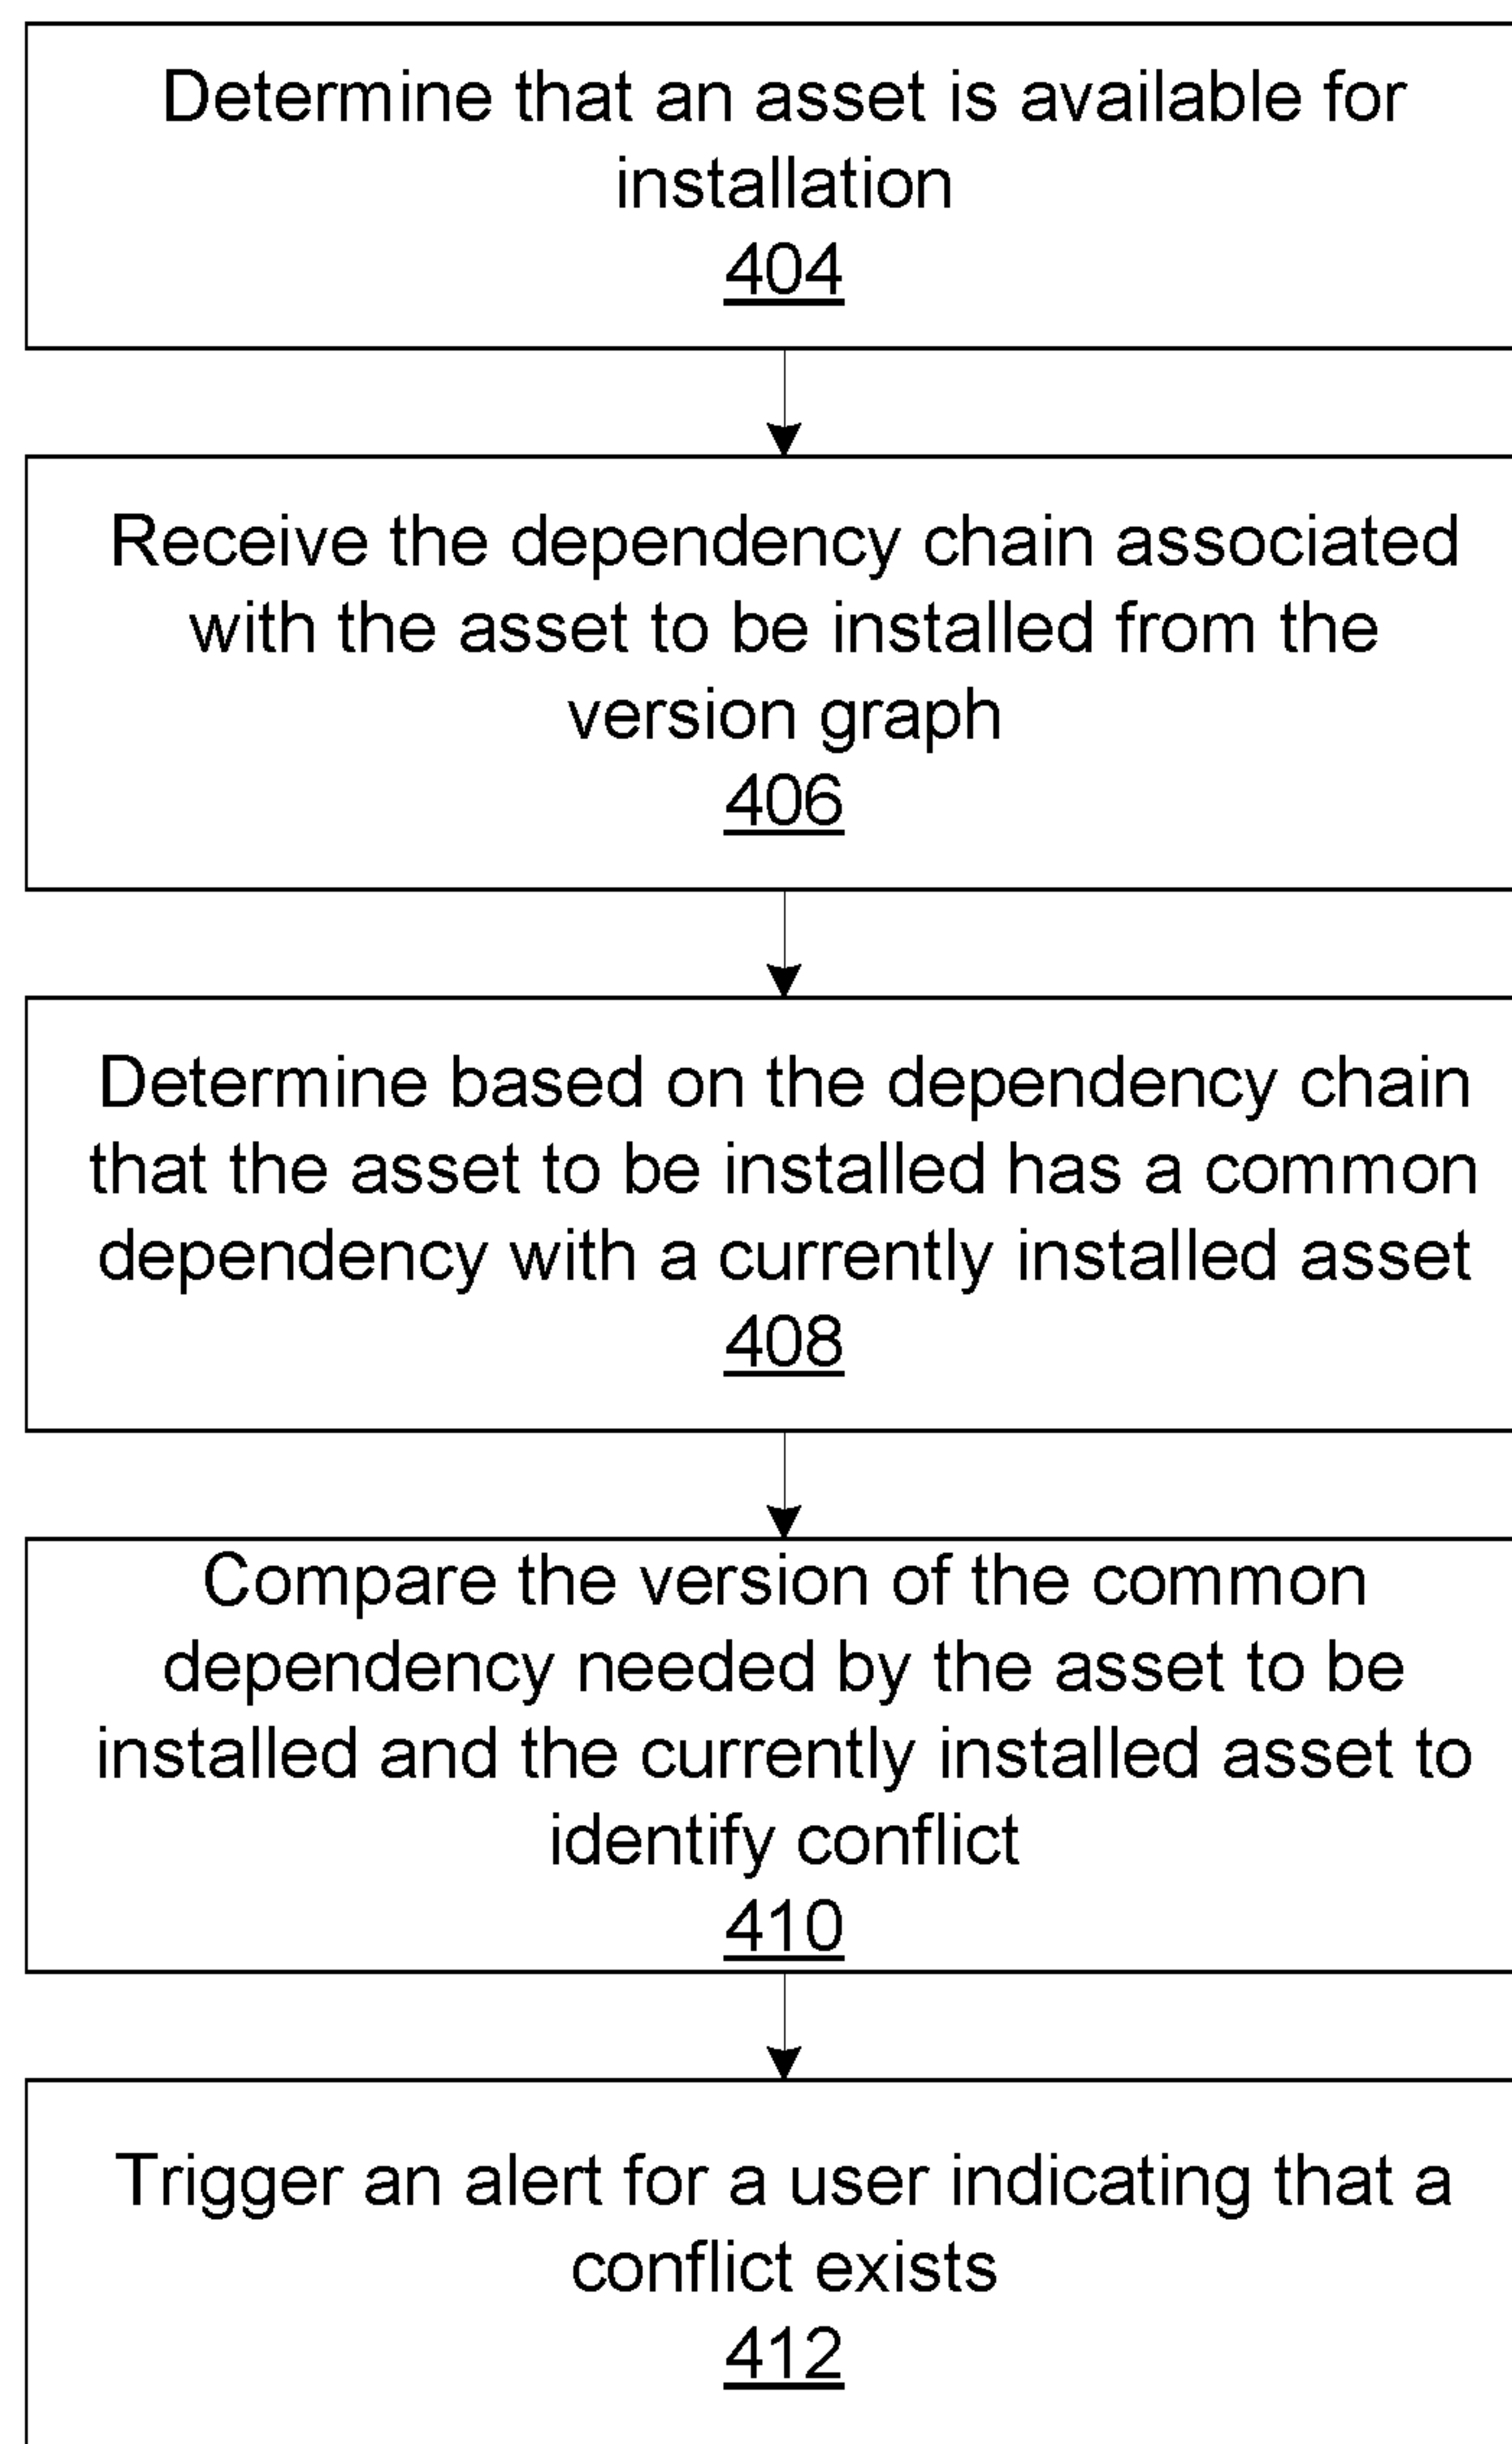 Determine that an asset is available for
installation
404
Receive the dependency chain associated
with the asset to be installed from the
version graph
406
Determine based on the dependency chain
that the asset to be installed has a common
dependency with a currently installed asset
408
Compare the version of the common
dependency needed by the asset to be
installed and the currently installed asset to
identify conflict
410
Trigger an alert for a user indicating that a
conflict exists
412